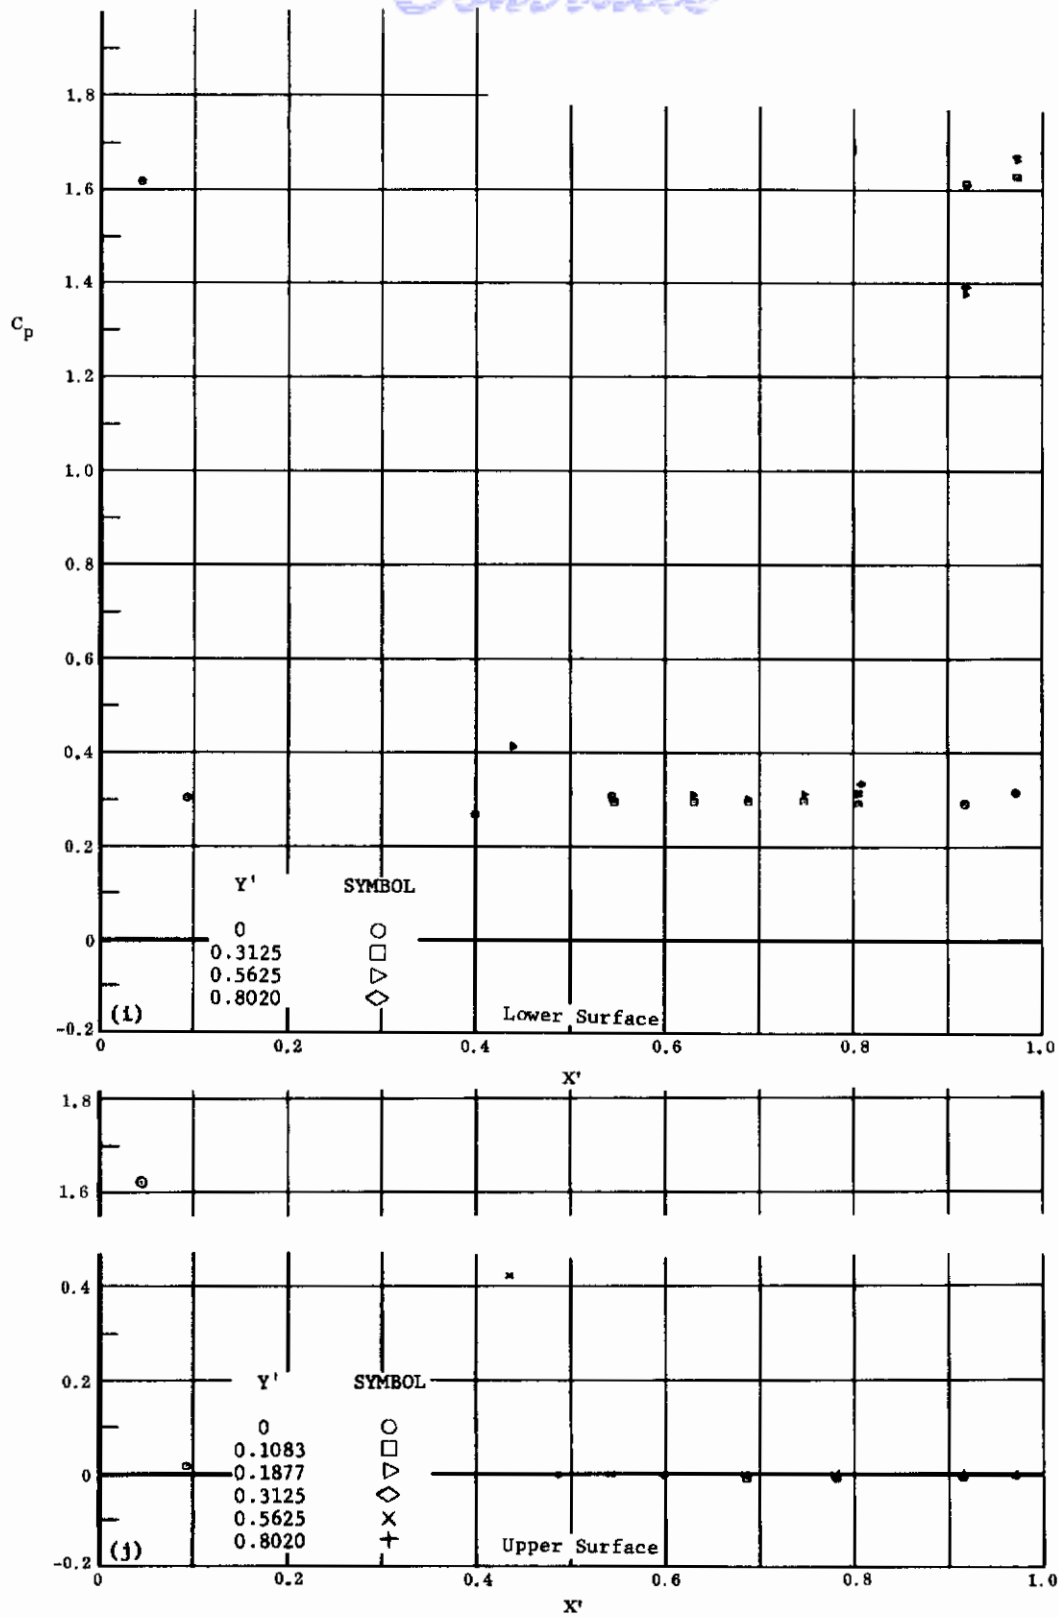 1.8
1.6
1.4
C_p
1.2
1.0
0.8
0.6
0.4
0.2
Y' SYMBOL
0 ○
0
0.3125 □
0.5625 ▷
0.8020 ◇
(i) Lower Surface
-0.2
0 0.2 0.4 0.6 0.8 1.0
X'
1.8
1.6
0.4
0.2
Y' SYMBOL
0 ○
0.1083 □
0 0.1877 ▷
0.3125 ◇
0.5625 ×
0.8020 +
(j) Upper Surface
-0.2
0 0.2 0.4 0.6 0.8 1.0
X'